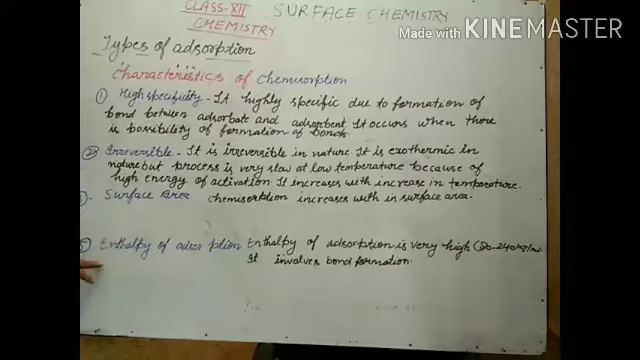 CLASS-XII SURFACE CHEMISTRY
CHEMISTRY
Made with KINEMASTER
Types of adsorption
Characteristics of chemisorption
① High specificity - It highly specific due to formation of
bond between adsorbate and adsorbent. It occurs when there
is possibility of formation of bonds.
② Irreversible - It is irreversible in nature. It is exothermic in
nature but process is very slow at low temperature because of
high energy of activation. It increases with increase in temperature.
Surface area chemisorption increases with in surface area.
Enthalpy of adsorption Enthalpy of adsorption is very high
It involves bond formation.